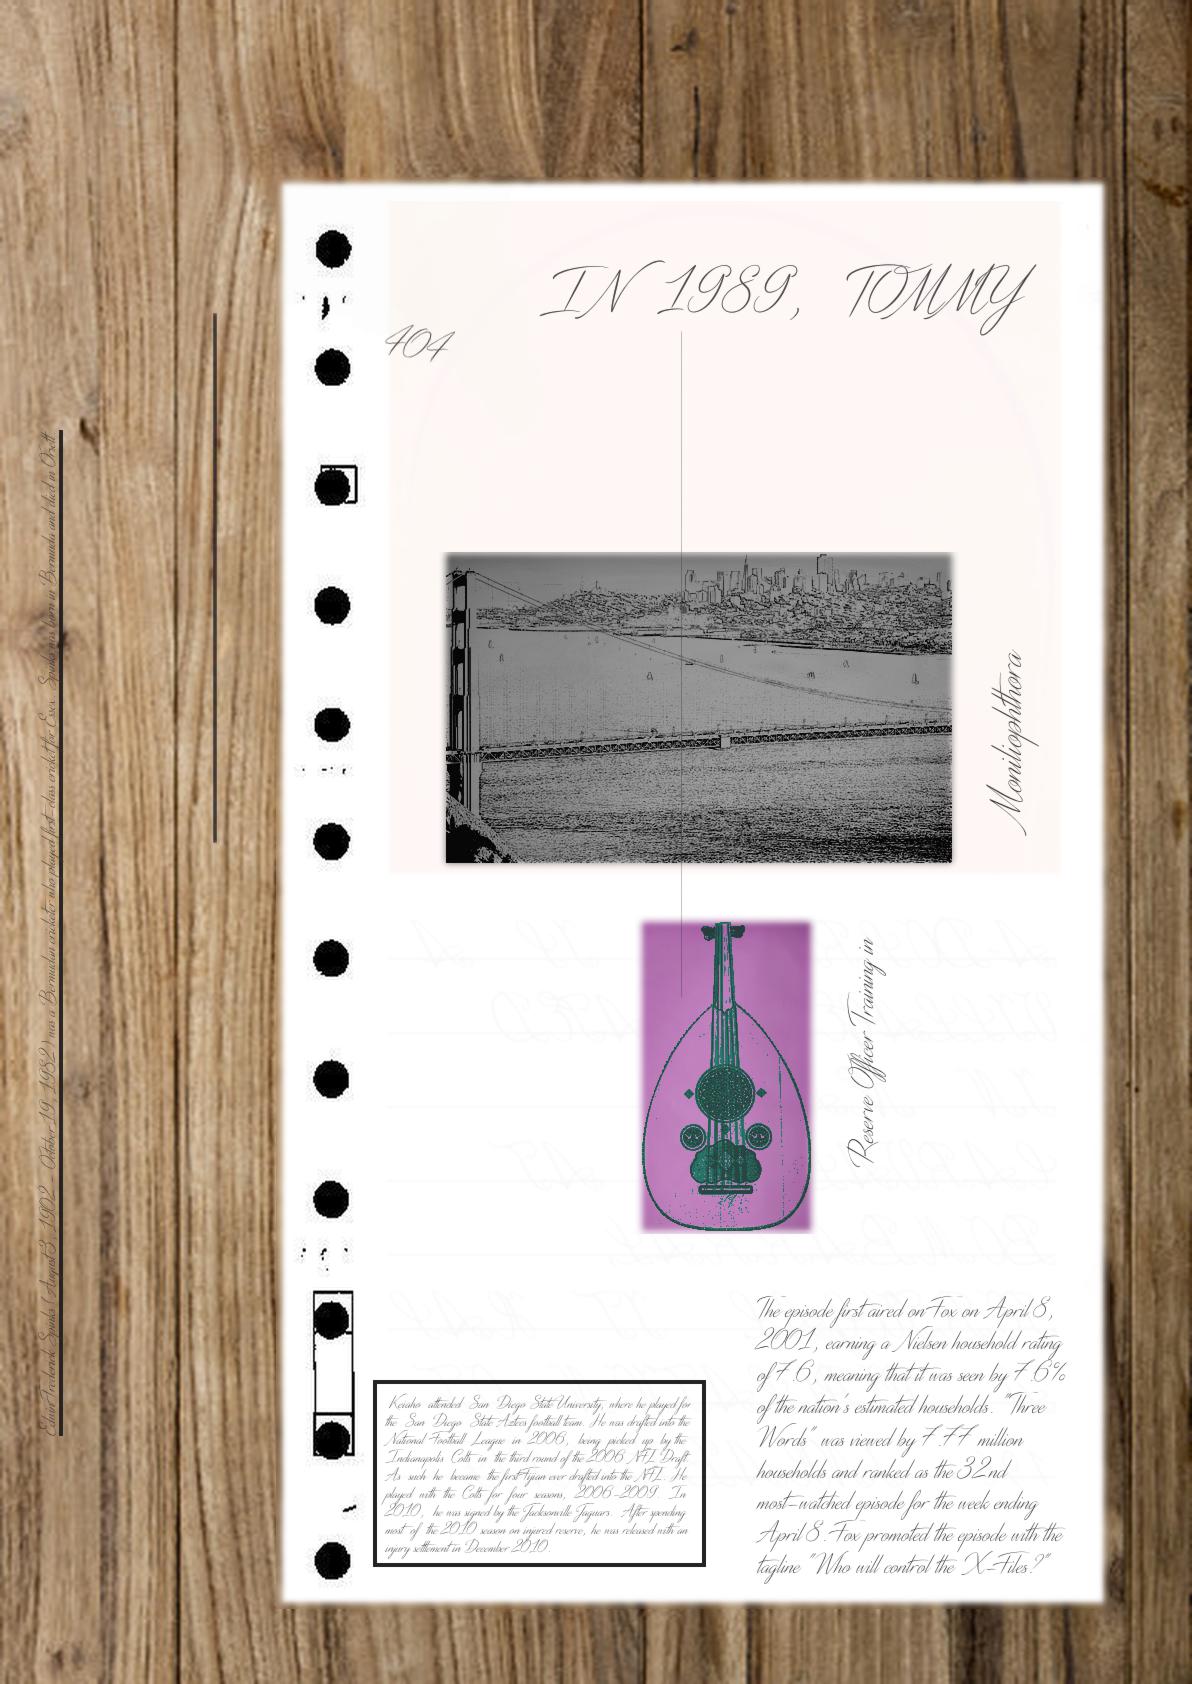 IN 1989, TOMMY
404
Moniliophthora
Reserve Officer Training in
The episode first aired on Fox on April 8,
2001, earning a Nielsen household rating
of 7.6, meaning that it was seen by 7.6%
of the nation's estimated households. "Three
Words" was viewed by 7.77 million
households and ranked as the 32nd
most-watched episode for the week ending
April 8. Fox promoted the episode with the
tagline "Who will control the X-Files?"
Keiaho attended San Diego State University, where he played for
the San Diego State Aztecs football team. He was drafted into the
National Football League in 2006, being picked up by the
Indianapolis Colts in the third round of the 2006 NFL Draft.
As such he became the first Fijian ever drafted into the NFL. He
played with the Colts for four seasons, 2006-2009. In
2010, he was signed by the Jacksonville Jaguars. After spending
most of the 2010 season on injured reserve, he was released with an
injury settlement in December 2010.
Edwin Frederick Spinks (August 3, 1902 – October 19, 1982) was a Bermudian cricketer who played first-class cricket for Essex. Spinks was born in Bermuda and died in Orsett.